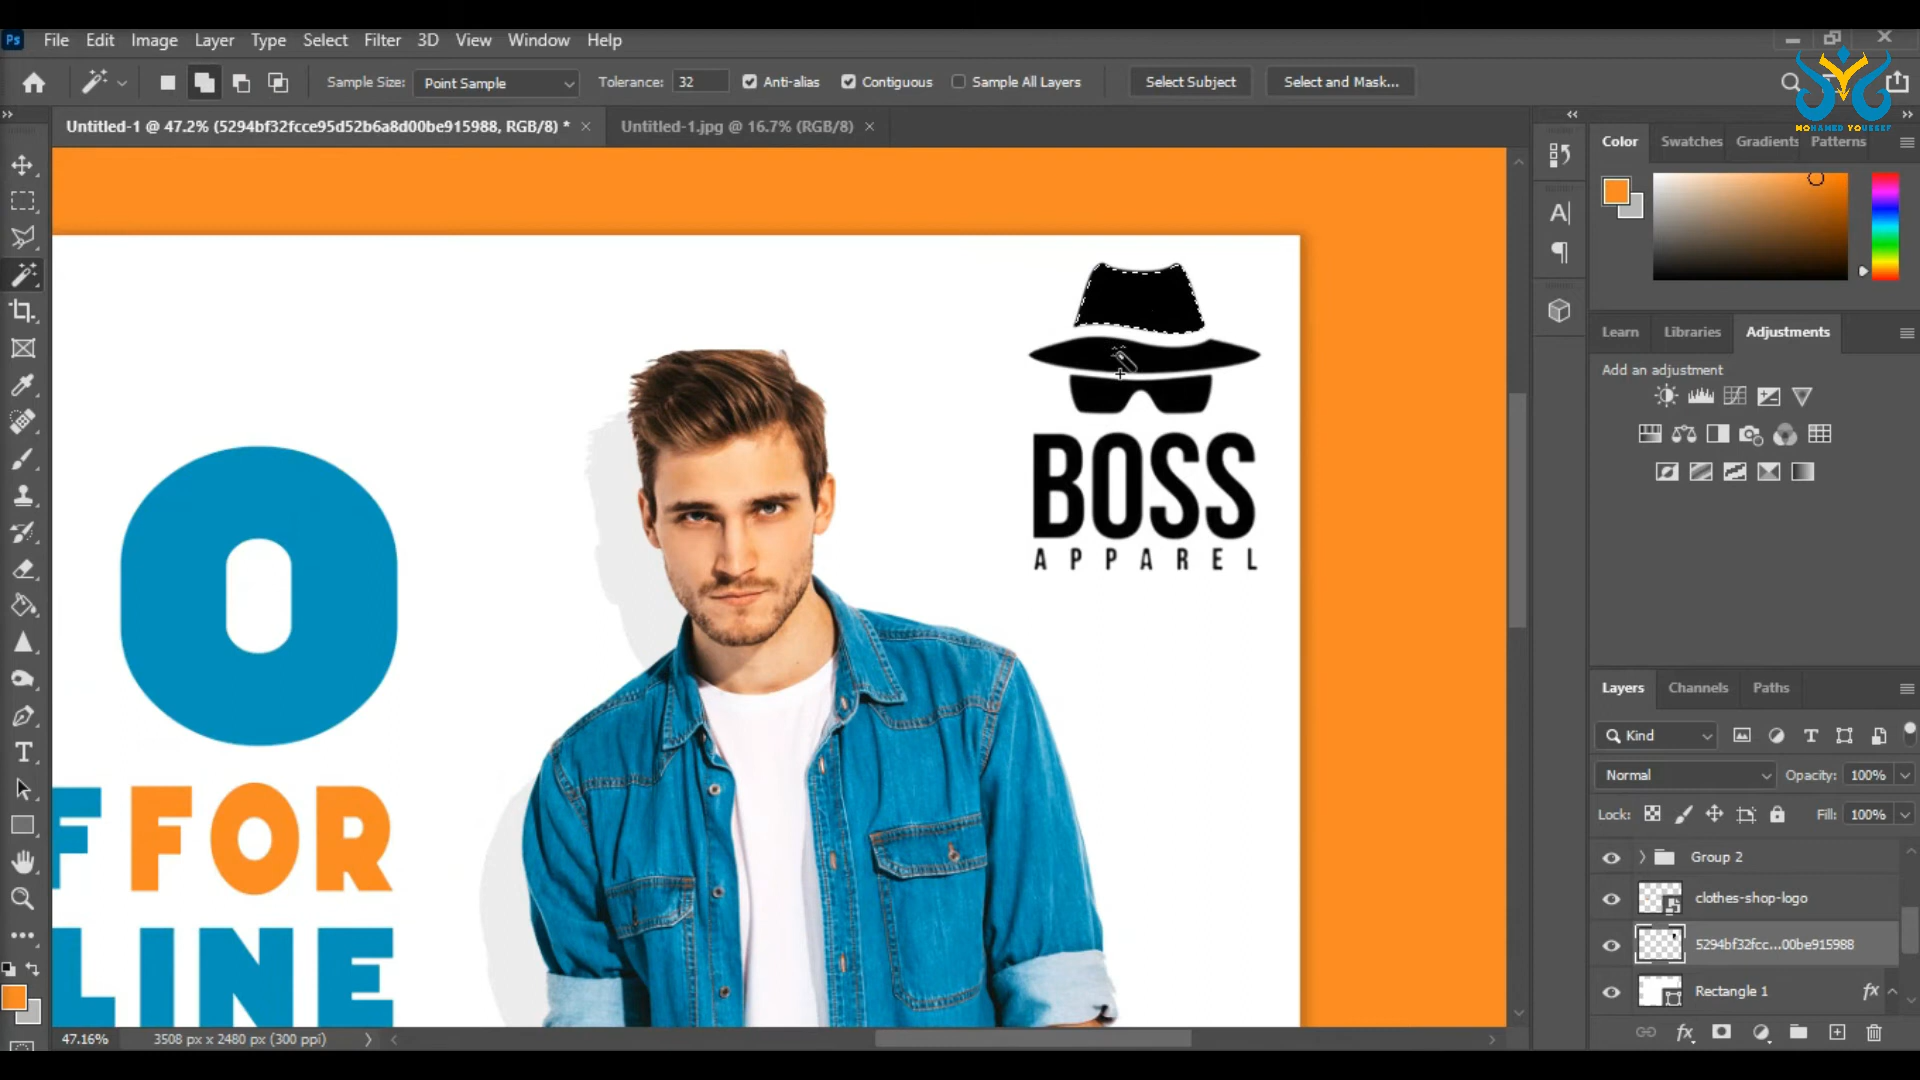 Ps File Edit Image Layer Type Select Filter 3D View Window Help
Sample Size: Point Sample Tolerance: 32 Anti-alias Contiguous Sample All Layers Select Subject Select and Mask...
MOHAMED YOUSSEF
Untitled-1 @ 47.2% (5294bf32fcce95d52b6a8d00be915988, RGB/8) * × Untitled-1.jpg @ 16.7% (RGB/8) ×
Color Swatches Gradients Patterns
Learn Libraries Adjustments
Add an adjustment
BOSS
APPAREL
O
F FOR
LINE
Layers Channels Paths
Kind
Normal Opacity: 100%
Lock: Fill: 100%
Group 2
clothes-shop-logo
5294bf32fcc...00be915988
Rectangle 1 fx
47.16% 3508 px x 2480 px (300 ppi)